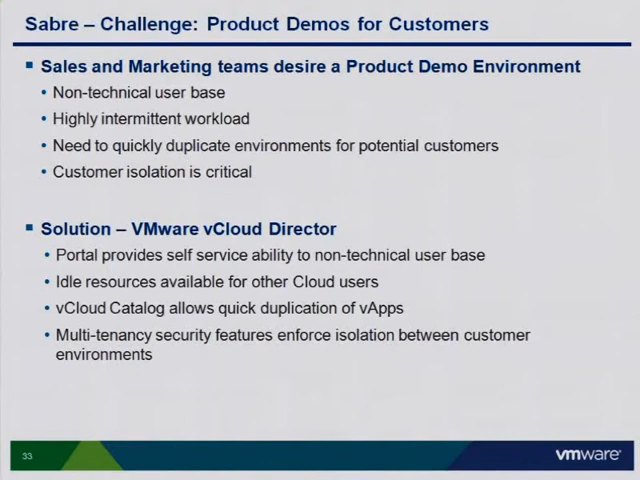 Sabre – Challenge: Product Demos for Customers
▪ Sales and Marketing teams desire a Product Demo Environment
• Non-technical user base
• Highly intermittent workload
• Need to quickly duplicate environments for potential customers
• Customer isolation is critical
▪ Solution – VMware vCloud Director
• Portal provides self service ability to non-technical user base
• Idle resources available for other Cloud users
• vCloud Catalog allows quick duplication of vApps
• Multi-tenancy security features enforce isolation between customer
environments
33
vmware®